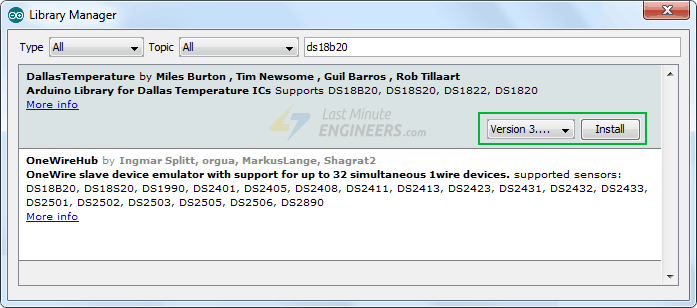 Library Manager
Type All Topic All ds18b20
DallasTemperature by Miles Burton , Tim Newsome , Guil Barros , Rob Tillaart
Arduino Library for Dallas Temperature ICs Supports DS18B20, DS18S20, DS1822, DS1820
More info
Last Minute
ENGINEERS.com
Version 3.... Install
OneWireHub by Ingmar Splitt, orgua, MarkusLange, Shagrat2
OneWire slave device emulator with support for up to 32 simultaneous 1wire devices. supported sensors:
DS18B20, DS18S20, DS1990, DS2401, DS2405, DS2408, DS2411, DS2413, DS2423, DS2431, DS2432, DS2433,
DS2501, DS2502, DS2503, DS2505, DS2506, DS2890
More info